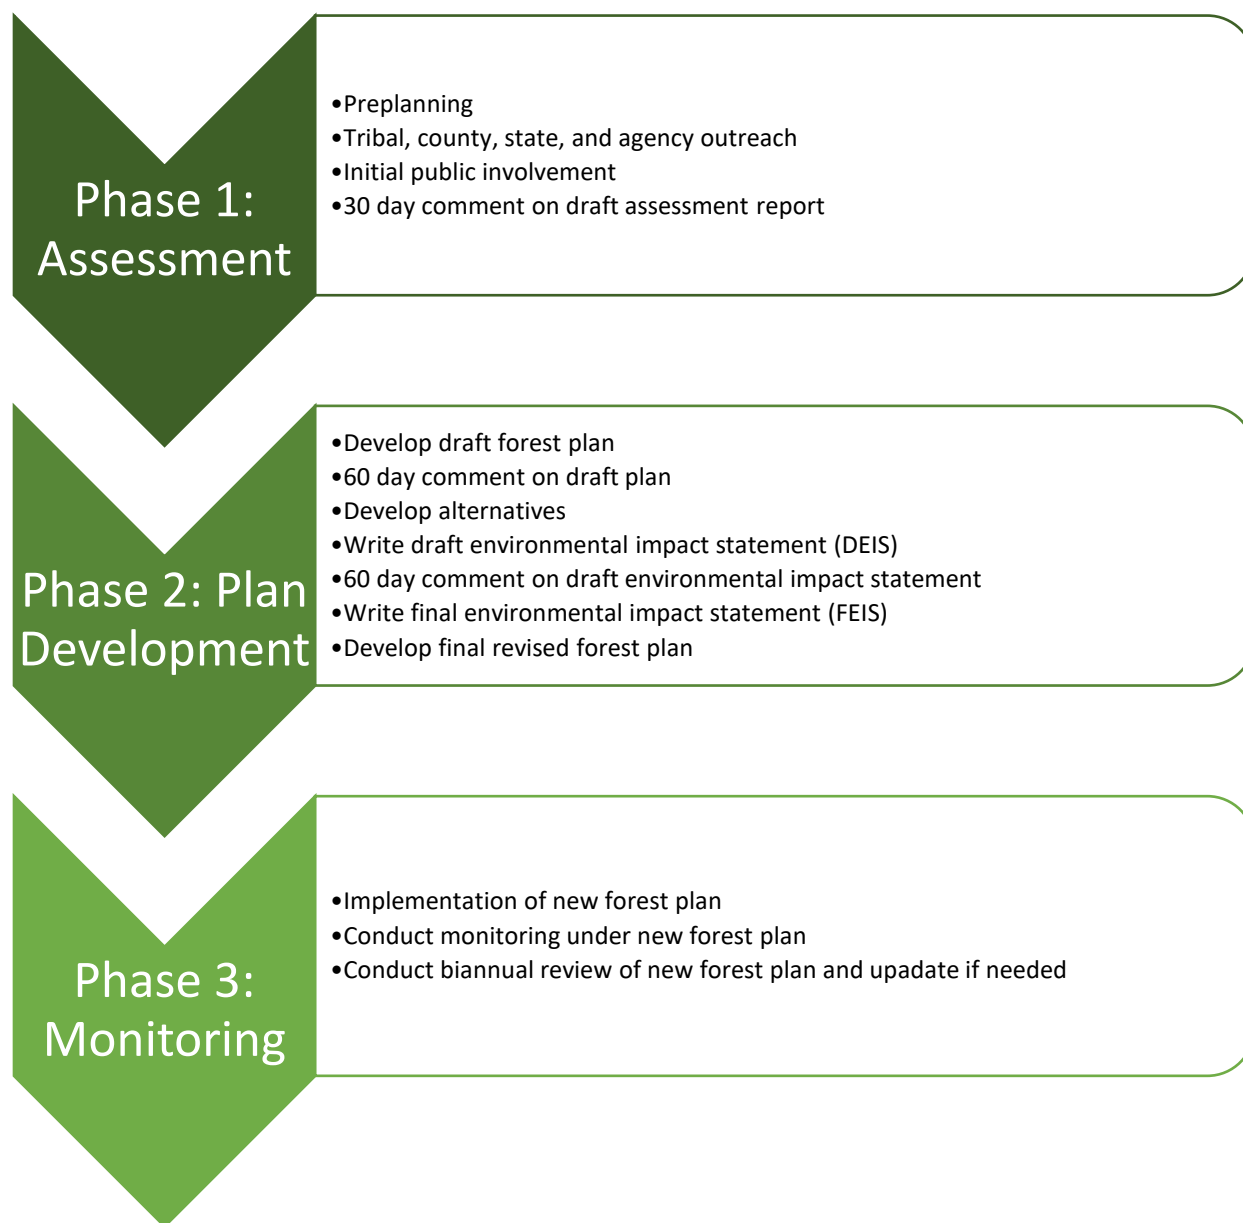 Phase 1:
Assessment
•Preplanning
•Tribal, county, state, and agency outreach
•Initial public involvement
•30 day comment on draft assessment report
Phase 2: Plan
Development
•Develop draft forest plan
•60 day comment on draft plan
•Develop alternatives
•Write draft environmental impact statement (DEIS)
•60 day comment on draft environmental impact statement
•Write final environmental impact statement (FEIS)
•Develop final revised forest plan
Phase 3:
Monitoring
•Implementation of new forest plan
•Conduct monitoring under new forest plan
•Conduct biannual review of new forest plan and upadate if needed